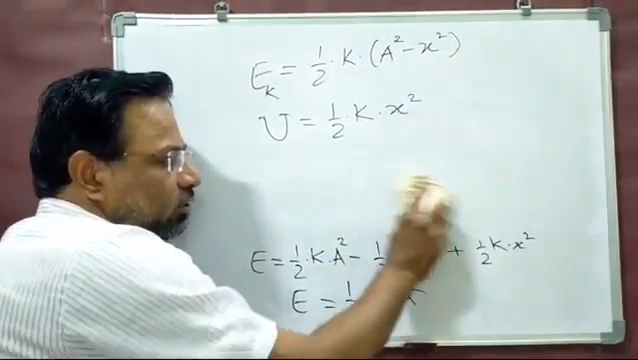 E_K = 1/2 · K · (A² - x²)
U = 1/2 · K · x²
E = 1/2 · K · A² - 1/2 + 1/2 K · x²
E = 1/2